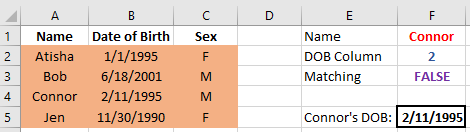 A B C D E F
1 Name Date of Birth Sex Name Connor
2 Atisha 1/1/1995 F DOB Column 2
3 Bob 6/18/2001 M Matching FALSE
4 Connor 2/11/1995 M
5 Jen 11/30/1990 F Connor's DOB: 2/11/1995